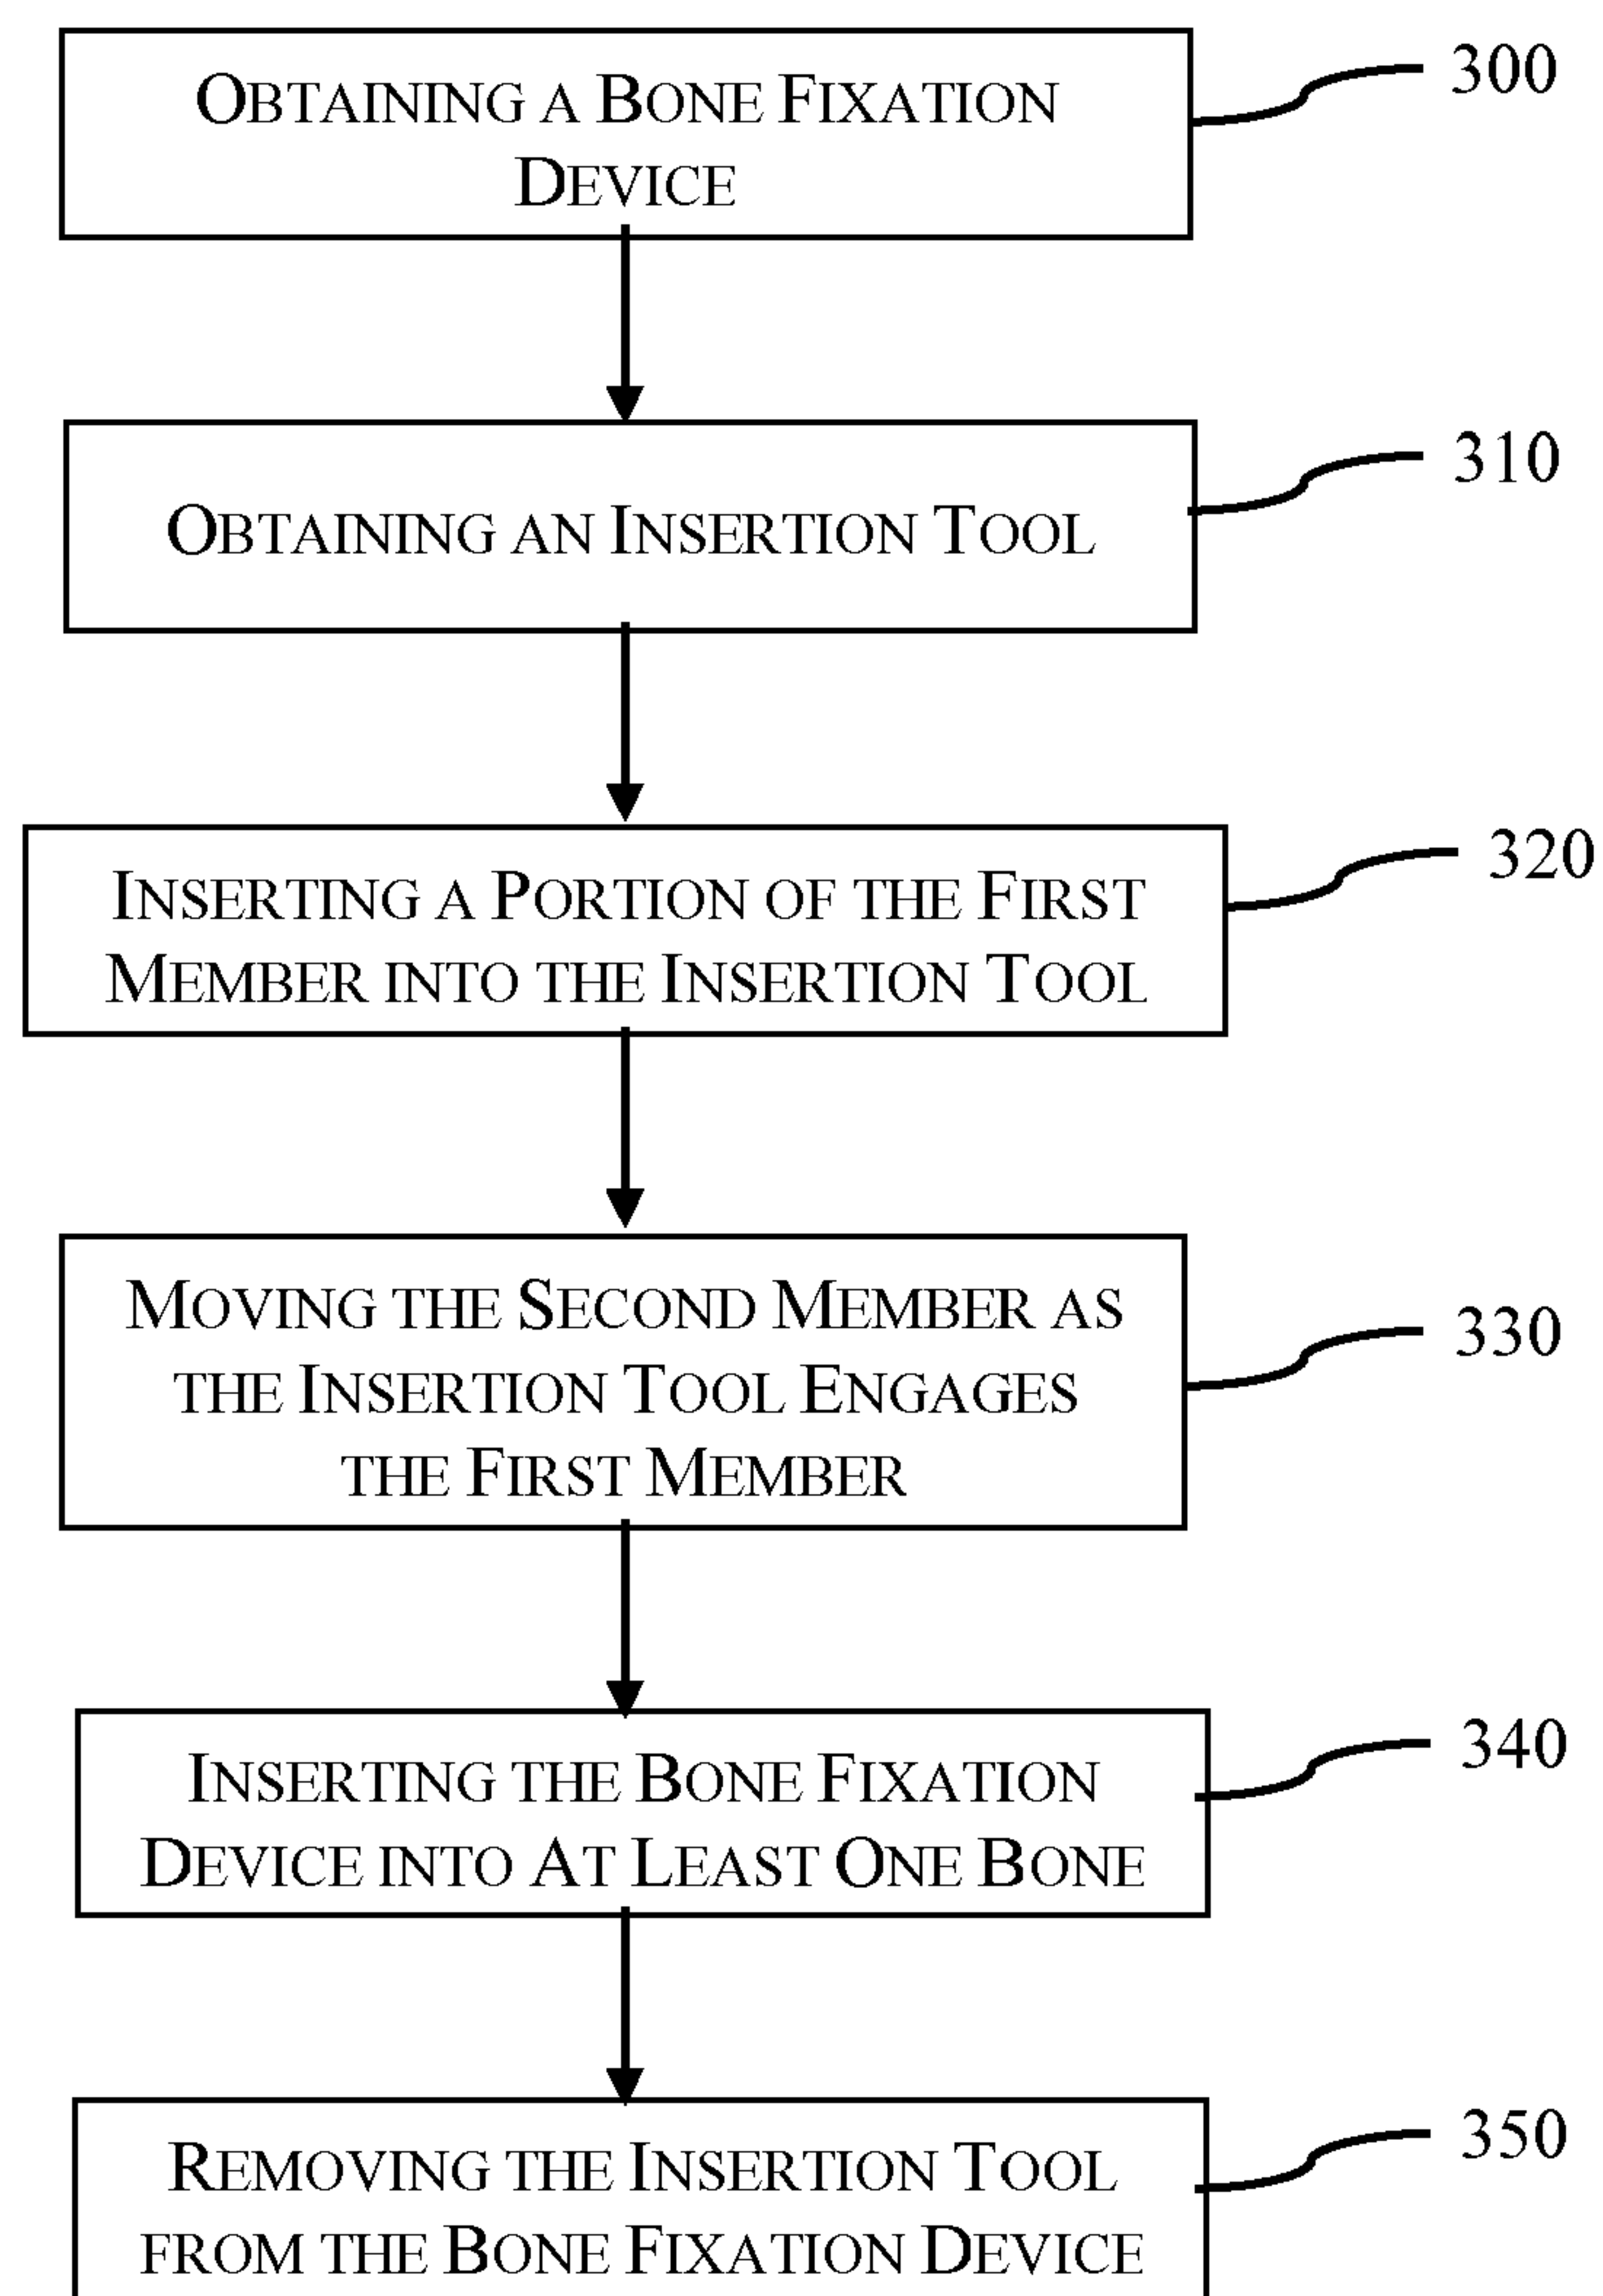 OBTAINING A BONE FIXATION
DEVICE
300
OBTAINING AN INSERTION TOOL
310
INSERTING A PORTION OF THE FIRST
MEMBER INTO THE INSERTION TOOL
320
MOVING THE SECOND MEMBER AS
THE INSERTION TOOL ENGAGES
THE FIRST MEMBER
330
INSERTING THE BONE FIXATION
DEVICE INTO AT LEAST ONE BONE
340
REMOVING THE INSERTION TOOL
FROM THE BONE FIXATION DEVICE
350